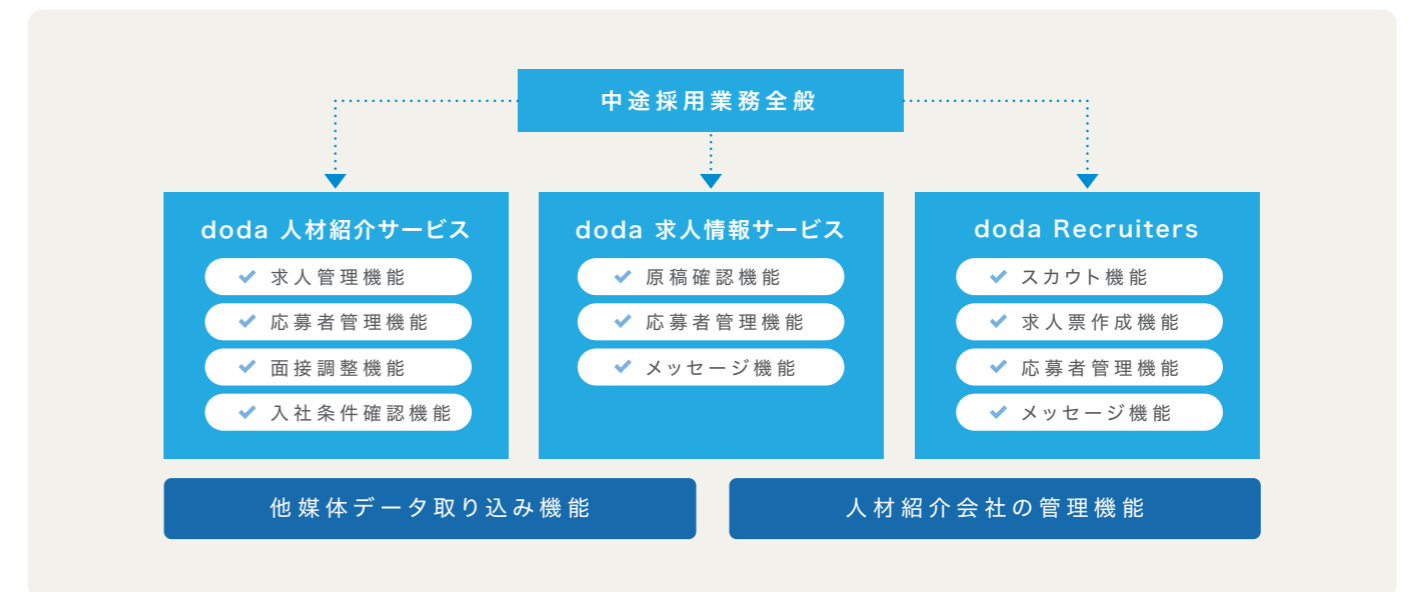 中途採用業務全般
doda 人材紹介サービス
求人管理機能
応募者管理機能
面接調整機能
入社条件確認機能
doda 求人情報サービス
原稿確認機能
応募者管理機能
メッセージ機能
doda Recruiters
スカウト機能
求人票作成機能
応募者管理機能
メッセージ機能
他媒体データ取り込み機能
人材紹介会社の管理機能